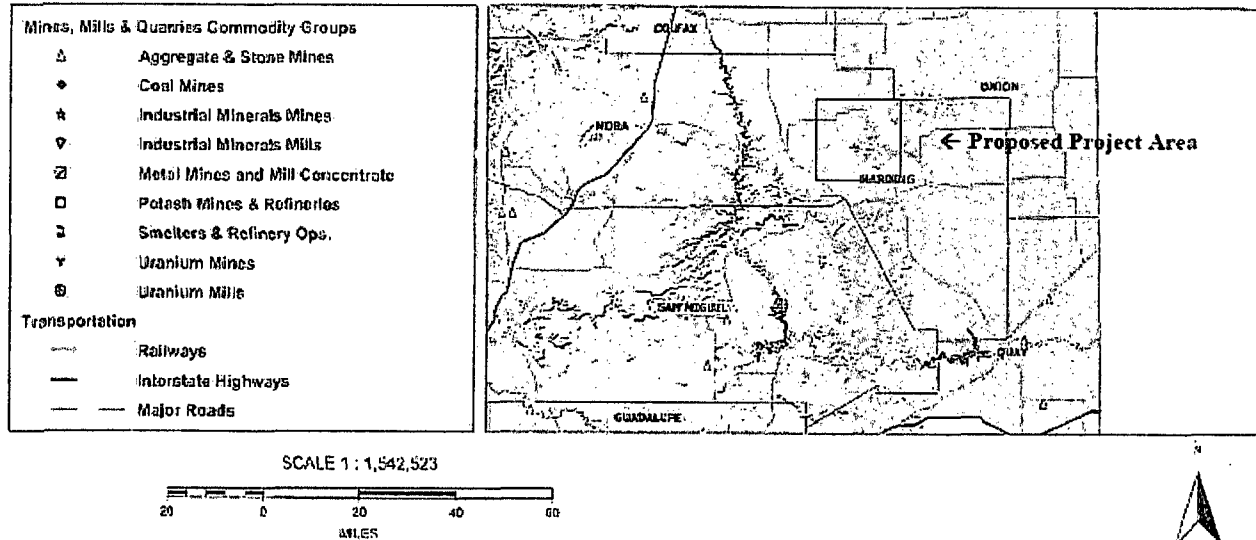 Mines, Mills & Quarries Commodity Groups
Aggregate & Stone Mines
Coal Mines
Industrial Minerals Mines
Industrial Minerals Mills
Metal Mines and Mill Concentrate
Potash Mines & Refineries
Smelters & Refinery Ops.
Uranium Mines
Uranium Mills
Transportation
Railways
Interstate Highways
Major Roads
COLFAX
UNION
MORA
← Proposed Project Area
HARDING
SAN MIGUEL
QUAY
GUADALUPE
SCALE 1 : 1,542,523
20 0 20 40 60
MILES
N